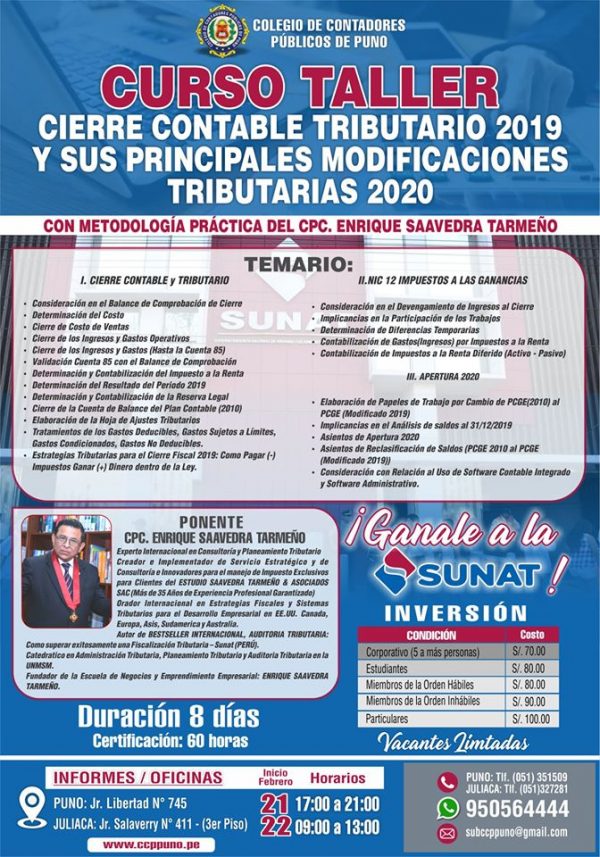 COLEGIO DE CONTADORES
PÚBLICOS DE PUNO
CURSO TALLER
CIERRE CONTABLE TRIBUTARIO 2019
Y SUS PRINCIPALES MODIFICACIONES
TRIBUTARIAS 2020
CON METODOLOGÍA PRÁCTICA DEL CPC. ENRIQUE SAAVEDRA TARMEÑO
TEMARIO:
I. CIERRE CONTABLE y TRIBUTARIO
• Consideración en el Balance de Comprobación de Cierre
• Determinación del Costo
• Cierre de Costo de Ventas
• Cierre de los Ingresos y Gastos Operativos
• Cierre de los Ingresos y Gastos (Hasta la Cuenta 85)
• Validación Cuenta 85 con el Balance de Comprobación
• Determinación y Contabilización del Impuesto a la Renta
• Determinación del Resultado del Período 2019
• Determinación y Contabilización de la Reserva Legal
• Cierre de la Cuenta de Balance del Plan Contable (2010)
• Elaboración de la Hoja de Ajustes Tributarios
• Tratamientos de los Gastos Deducibles, Gastos Sujetos a Límites,
Gastos Condicionados, Gastos No Deducibles.
• Estrategias Tributarias para el Cierre Fiscal 2019: Como Pagar (-)
Impuestos Ganar (+) Dinero dentro de la Ley.
II.NIC 12 IMPUESTOS A LAS GANANCIAS
• Consideración en el Devengamiento de Ingresos al Cierre
• Implicancias en la Participación de los Trabajos
• Determinación de Diferencias Temporarias
• Contabilización de Gastos(Ingresos) por Impuestos a la Renta
• Contabilización de Impuestos a la Renta Diferido (Activo - Pasivo)
III. APERTURA 2020
• Elaboración de Papeles de Trabajo por Cambio de PCGE(2010) al
PCGE (Modificado 2019)
• Implicancias en el Análisis de saldos al 31/12/2019
• Asientos de Apertura 2020
• Asientos de Reclasificación de Saldos (PCGE 2010 al PCGE
(Modificado 2019))
• Consideración con Relación al Uso de Software Contable Integrado
y Software Administrativo.
SUNAT
PONENTE
CPC. ENRIQUE SAAVEDRA TARMEÑO
Experto Internacional en Consultoría y Planeamiento Tributario
Creador e Implementador de Servicio Estratégico y de
Consultoría e Innovadores para el manejo de Impuesto Exclusivos
para Clientes del ESTUDIO SAAVEDRA TARMEÑO & ASOCIADOS
SAC (Más de 35 Años de Experiencia Profesional Garantizado)
Orador Internacional en Estrategias Fiscales y Sistemas
Tributarios para el Desarrollo Empresarial en EE.UU. Canada,
Europa, Asis, Sudamerica y Australia.
Autor de BESTSELLER INTERNACIONAL, AUDITORIA TRIBUTARIA:
Como superar exitosamente una Fiscalización Tributaria – Sunat (PERÚ).
Catedratico en Administración Tributaria, Planeamiento Tributario y Auditoria Tributaria en la
UNMSM.
Fundador de la Escuela de Negocios y Emprendimiento Empresarial: ENRIQUE SAAVEDRA
TARMEÑO.
¡Ganale a la
SUNAT!
INVERSIÓN
CONDICIÓN Costo
Corporativo (5 a más personas) S/. 70.00
Estudiantes S/. 80.00
Miembros de la Orden Hábiles S/. 80.00
Miembros de la Orden Inhábiles S/. 90.00
Particulares S/. 100.00
Vacantes Limtadas
Duración 8 días
Certificación: 60 horas
INFORMES / OFICINAS
PUNO: Jr. Libertad N° 745
JULIACA: Jr. Salaverry N° 411 - (3er Piso)
www.ccppuno.pe
Inicio
Febrero
Horarios
21 17:00 a 21:00
22 09:00 a 13:00
PUNO: Tlf. (051) 351509
JULIACA: Tlf. (051)327281
950564444
subccppuno@gmail.com